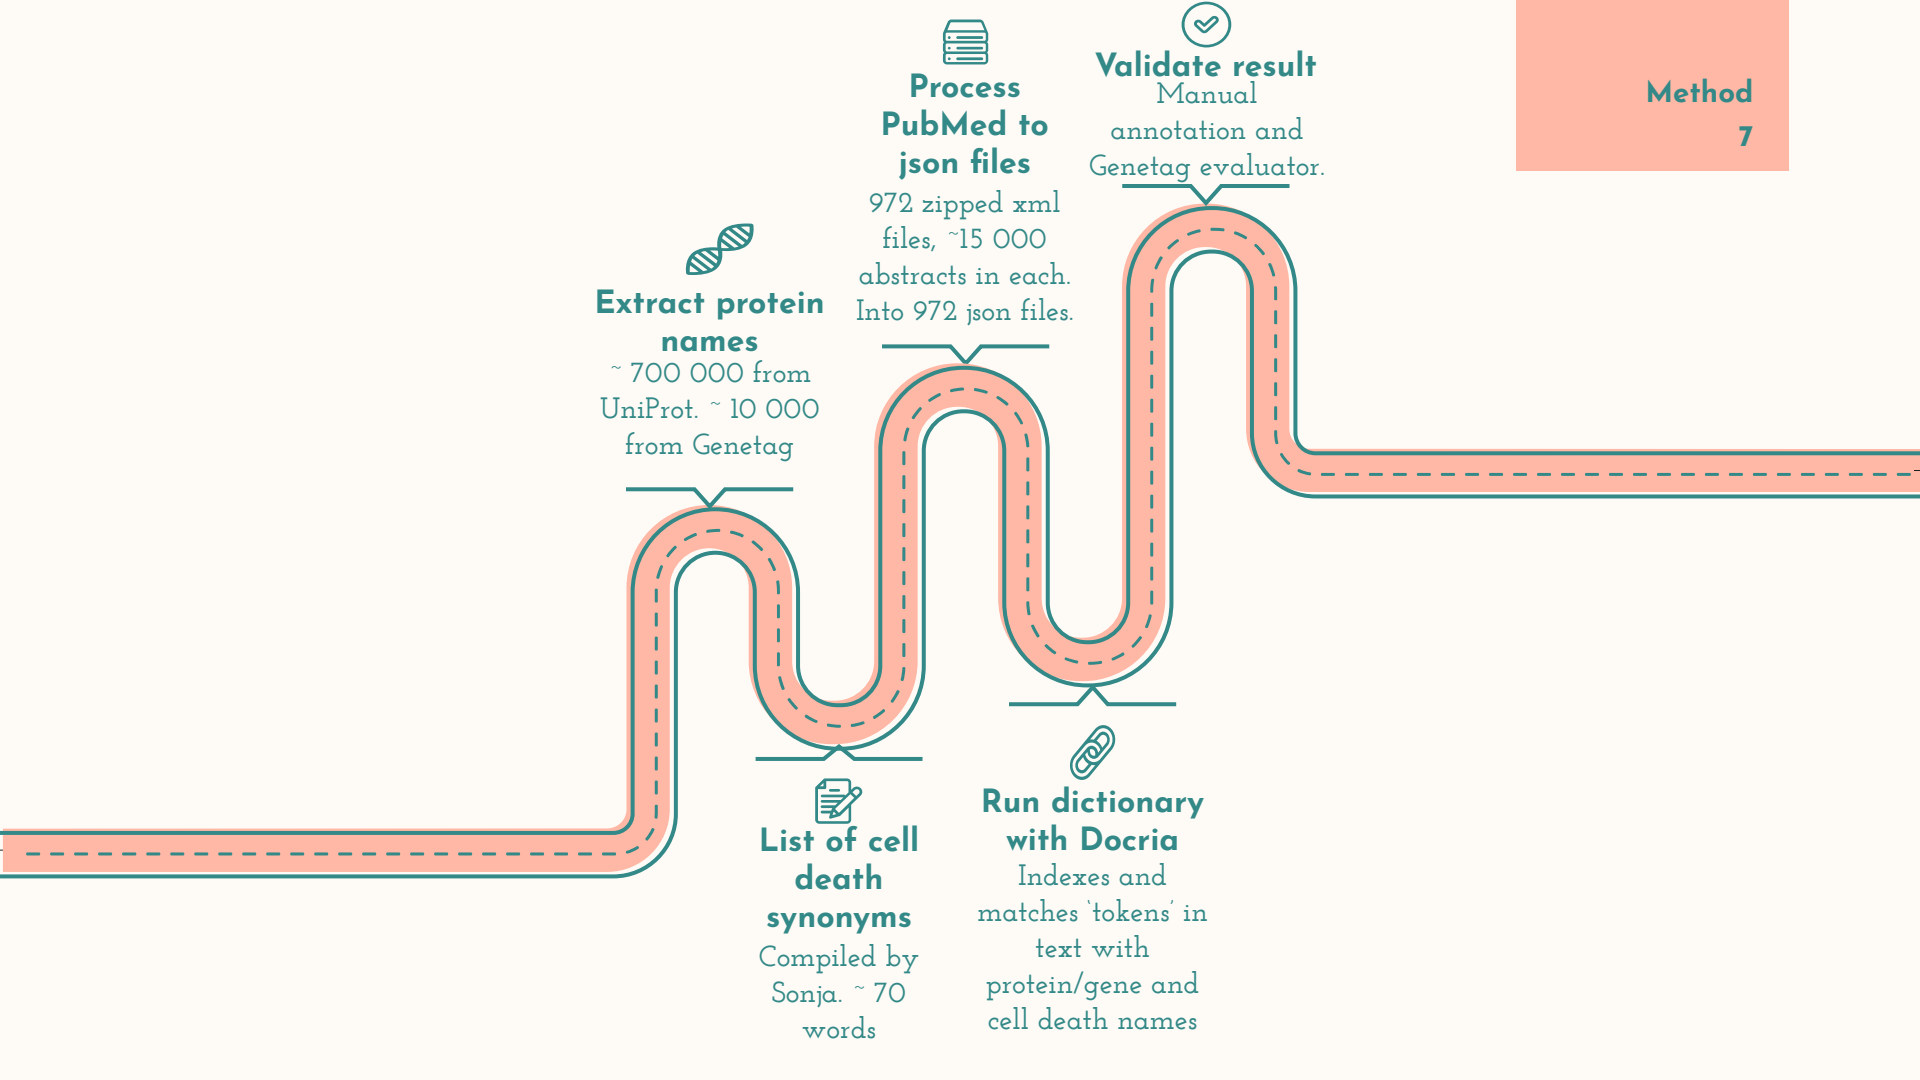 Method
7
Extract protein
names
~ 700 000 from
UniProt. ~ 10 000
from Genetag
List of cell
death
synonyms
Compiled by
Sonja. ~ 70
words
Process
PubMed to
json files
972 zipped xml
files, ~15 000
abstracts in each.
Into 972 json files.
Run dictionary
with Docria
Indexes and
matches ‘tokens’ in
text with
protein/gene and
cell death names
Validate result
Manual
annotation and
Genetag evaluator.